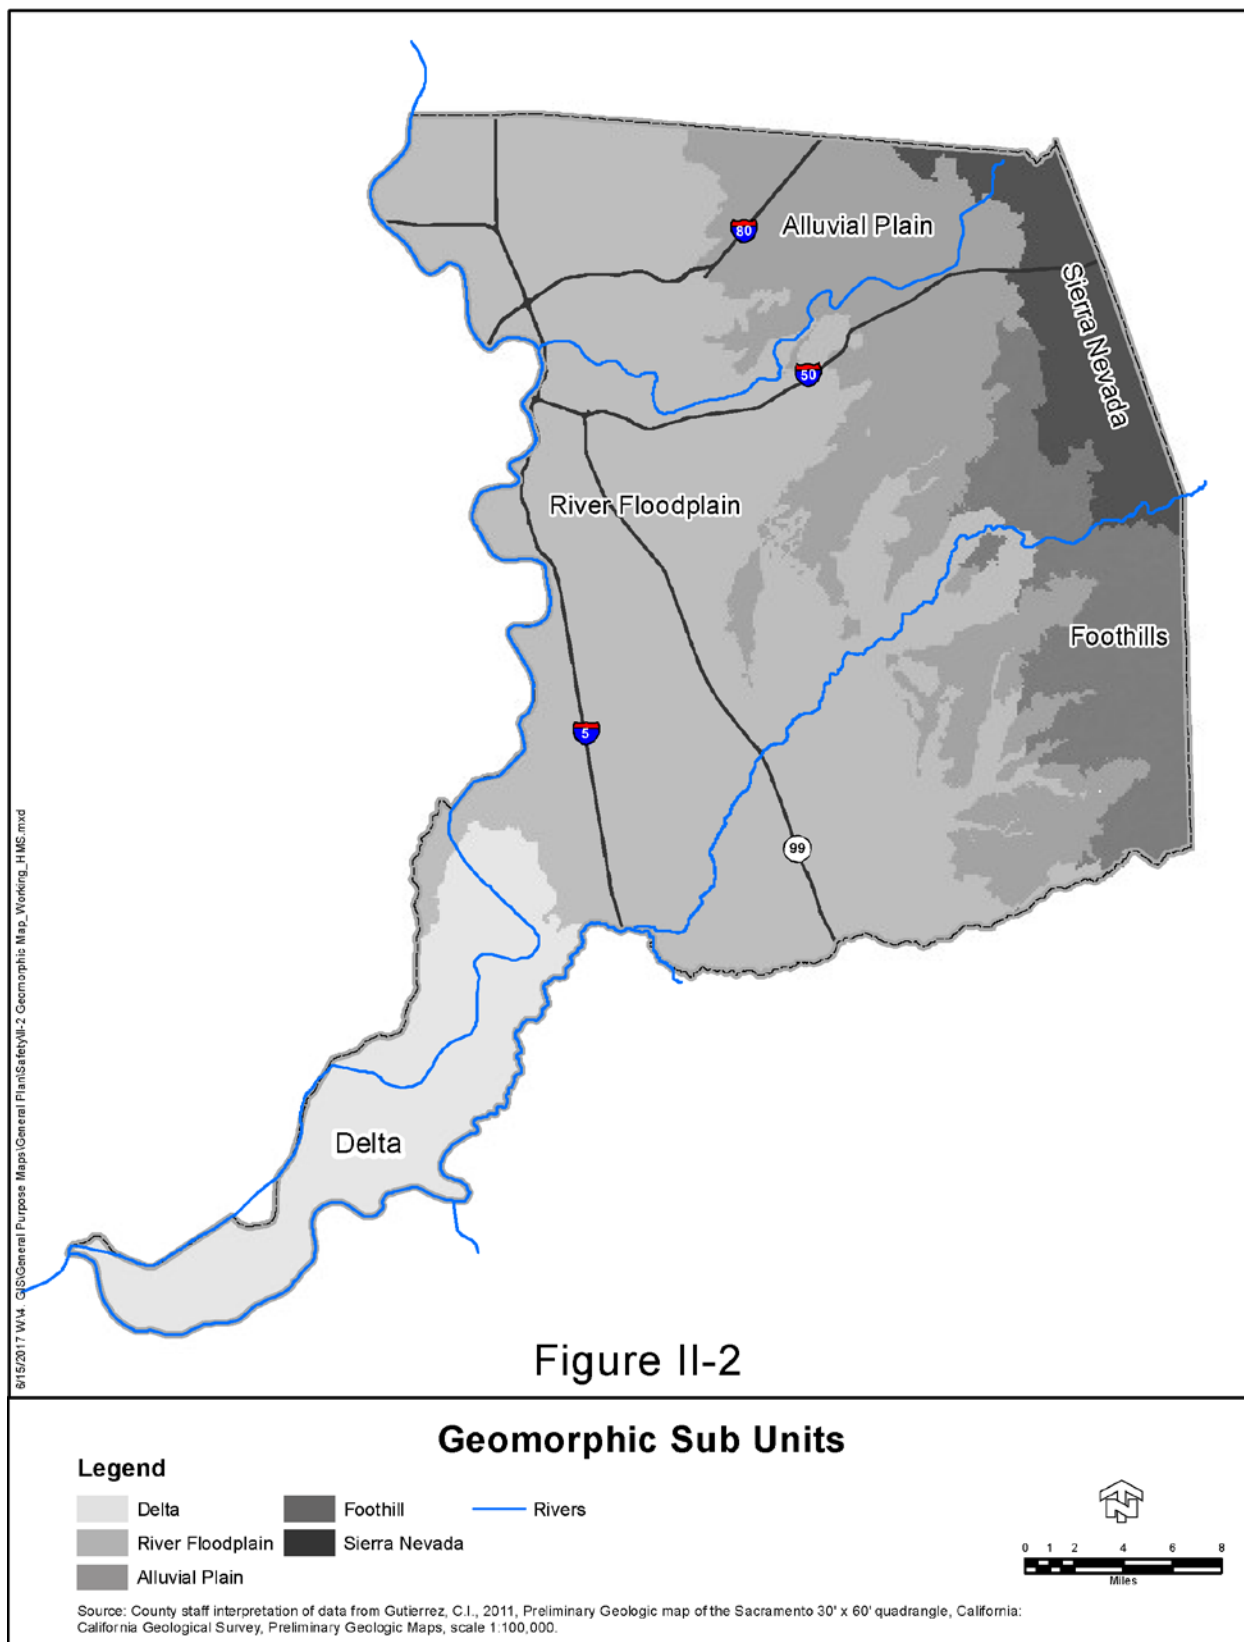 80
Alluvial Plain
Sierra Nevada
50
River Floodplain
Foothills
5
99
Delta
6/15/2017 W:\4. GIS\General Purpose Maps\General Plan\Safety\II-2 Geomorphic Map_Working_HMS.mxd
Figure II-2
Geomorphic Sub Units
Legend
Delta
River Floodplain
Alluvial Plain
Foothill
Sierra Nevada
Rivers
N
0 1 2 4 6 8
Miles
Source: County staff interpretation of data from Gutierrez, C.I., 2011, Preliminary Geologic map of the Sacramento 30' x 60' quadrangle, California:
California Geological Survey, Preliminary Geologic Maps, scale 1:100,000.